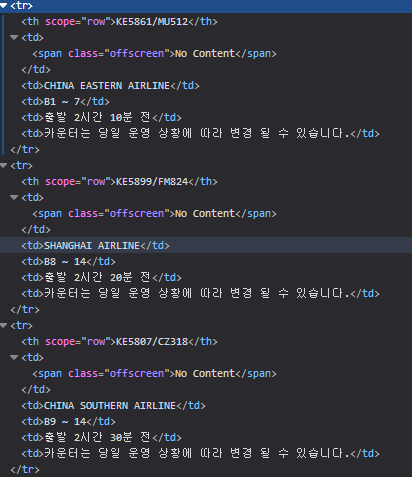 <tr>
<th scope="row">KE5861/MU512</th>
<td>
<span class="offscreen">No Content</span>
</td>
<td>CHINA EASTERN AIRLINE</td>
<td>B1 ~ 7</td>
<td>출발 2시간 10분 전</td>
<td>카운터는 당일 운영 상황에 따라 변경 될 수 있습니다.</td>
</tr>
<tr>
<th scope="row">KE5899/FM824</th>
<td>
<span class="offscreen">No Content</span>
</td>
<td>SHANGHAI AIRLINE</td>
<td>B8 ~ 14</td>
<td>출발 2시간 20분 전</td>
<td>카운터는 당일 운영 상황에 따라 변경 될 수 있습니다.</td>
</tr>
<tr>
<th scope="row">KE5807/CZ318</th>
<td>
<span class="offscreen">No Content</span>
</td>
<td>CHINA SOUTHERN AIRLINE</td>
<td>B9 ~ 14</td>
<td>출발 2시간 30분 전</td>
<td>카운터는 당일 운영 상황에 따라 변경 될 수 있습니다.</td>
</tr>